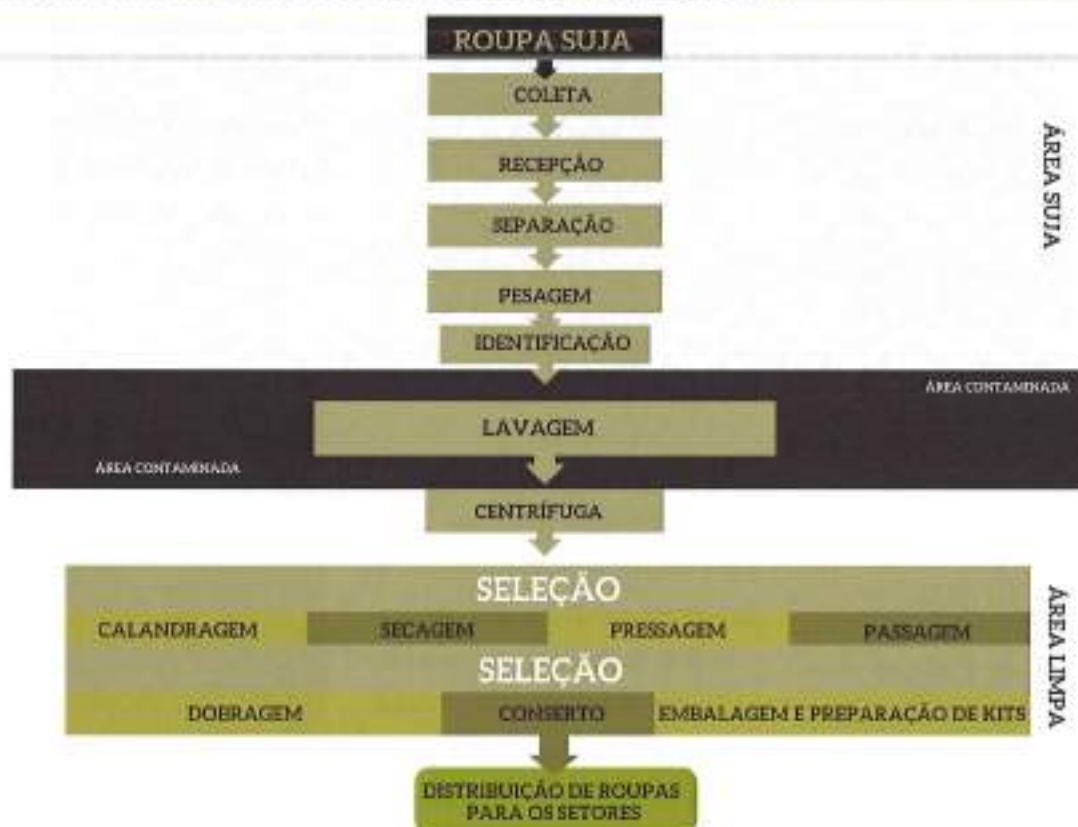 ROUPA SUJA
COLETA
RECEPÇÃO
SEPARAÇÃO
PESAGEM
IDENTIFICAÇÃO
ÁREA SUJA
ÁREA CONTAMINADA
LAVAGEM
ÁREA CONTAMINADA
CENTRÍFUGA
SELEÇÃO
CALANDRAGEM SECAGEM PRESSAGEM PASSAGEM
SELEÇÃO
DOBRAGEM CONSERTO EMBALAGEM E PREPARAÇÃO DE KITS
ÁREA LIMPA
DISTRIBUIÇÃO DE ROUPAS
PARA OS SETORES